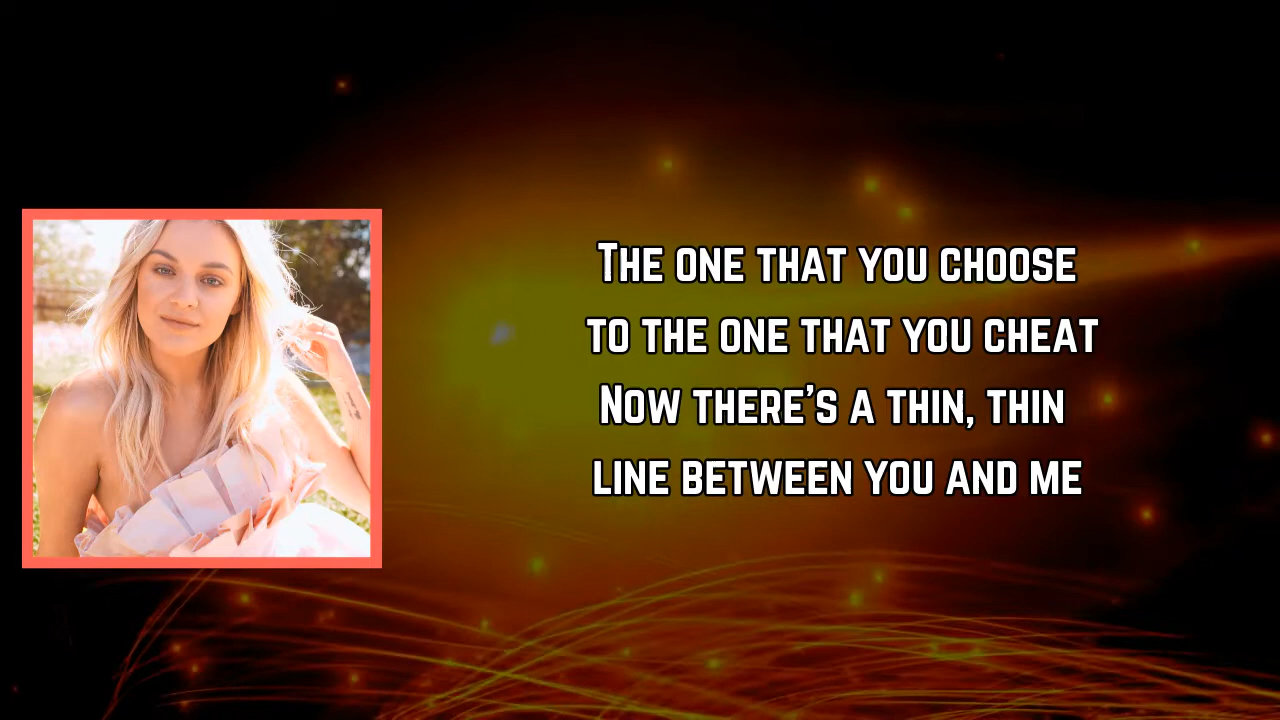 The one that you choose
to the one that you cheat
Now there's a thin, thin
line between you and me